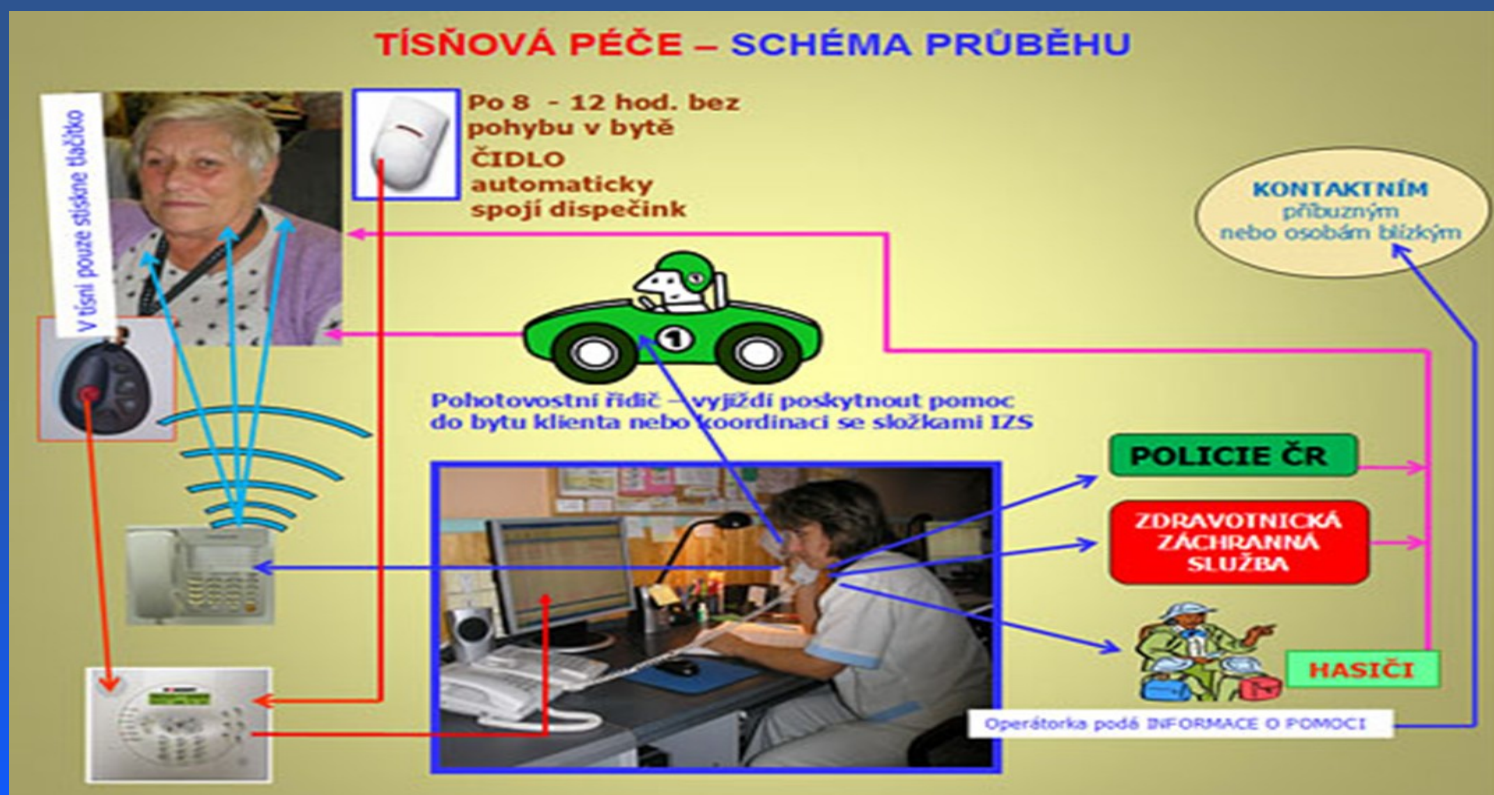 TÍSŇOVÁ PÉČE – SCHÉMA PRŮBĚHU
V tísni pouze stiskne tlačítko
Po 8 - 12 hod. bez
pohybu v bytě
ČIDLO
automaticky
spojí dispečink
KONTAKTNÍM
příbuzným
nebo osobám blízkým
1
1
Pohotovostní řidič – vyjíždí poskytnout pomoc
do bytu klienta nebo koordinaci se složkami IZS
POLICIE ČR
ZDRAVOTNICKÁ
ZÁCHRANNÁ
SLUŽBA
HASIČI
Operátorka podá INFORMACE O POMOCI